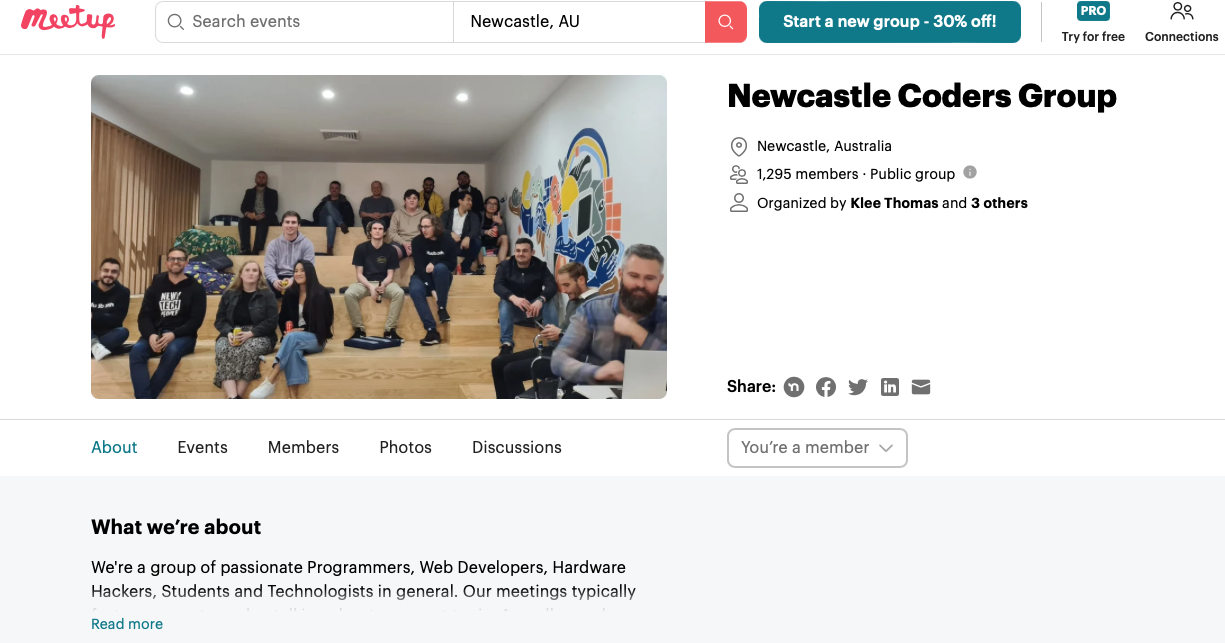 Meetup
Search events
Newcastle, AU
Start a new group - 30% off!
PRO
Try for free
Connections
Newcastle Coders Group
Newcastle, Australia
1,295 members · Public group
Organized by Klee Thomas and 3 others
NEW
TECH
Share:
About
Events
Members
Photos
Discussions
You’re a member
What we’re about
We're a group of passionate Programmers, Web Developers, Hardware
Hackers, Students and Technologists in general. Our meetings typically
Read more